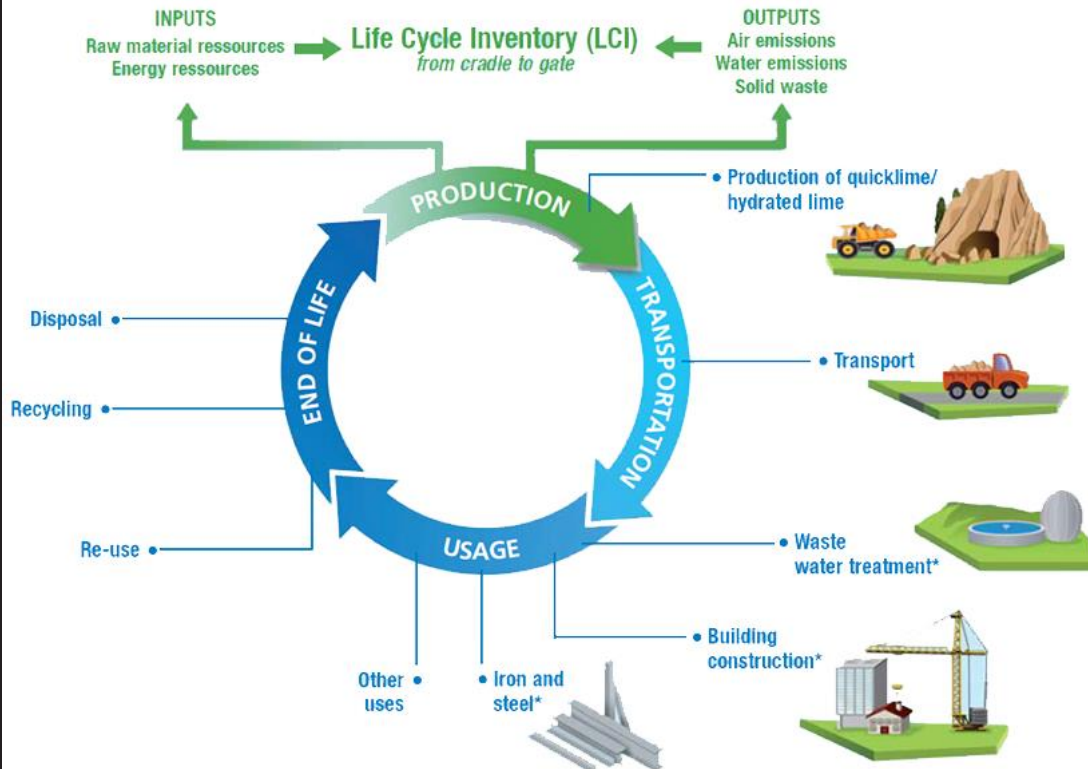 INPUTS
Raw material ressources
Energy ressources
Life Cycle Inventory (LCI)
from cradle to gate
OUTPUTS
Air emissions
Water emissions
Solid waste
PRODUCTION
• Production of quicklime/
hydrated lime
TRANSPORTATION
• Transport
USAGE
• Waste
water treatment*
• Building
construction*
• Iron and
steel*
Other •
uses
END OF LIFE
Re-use •
Recycling •
Disposal •